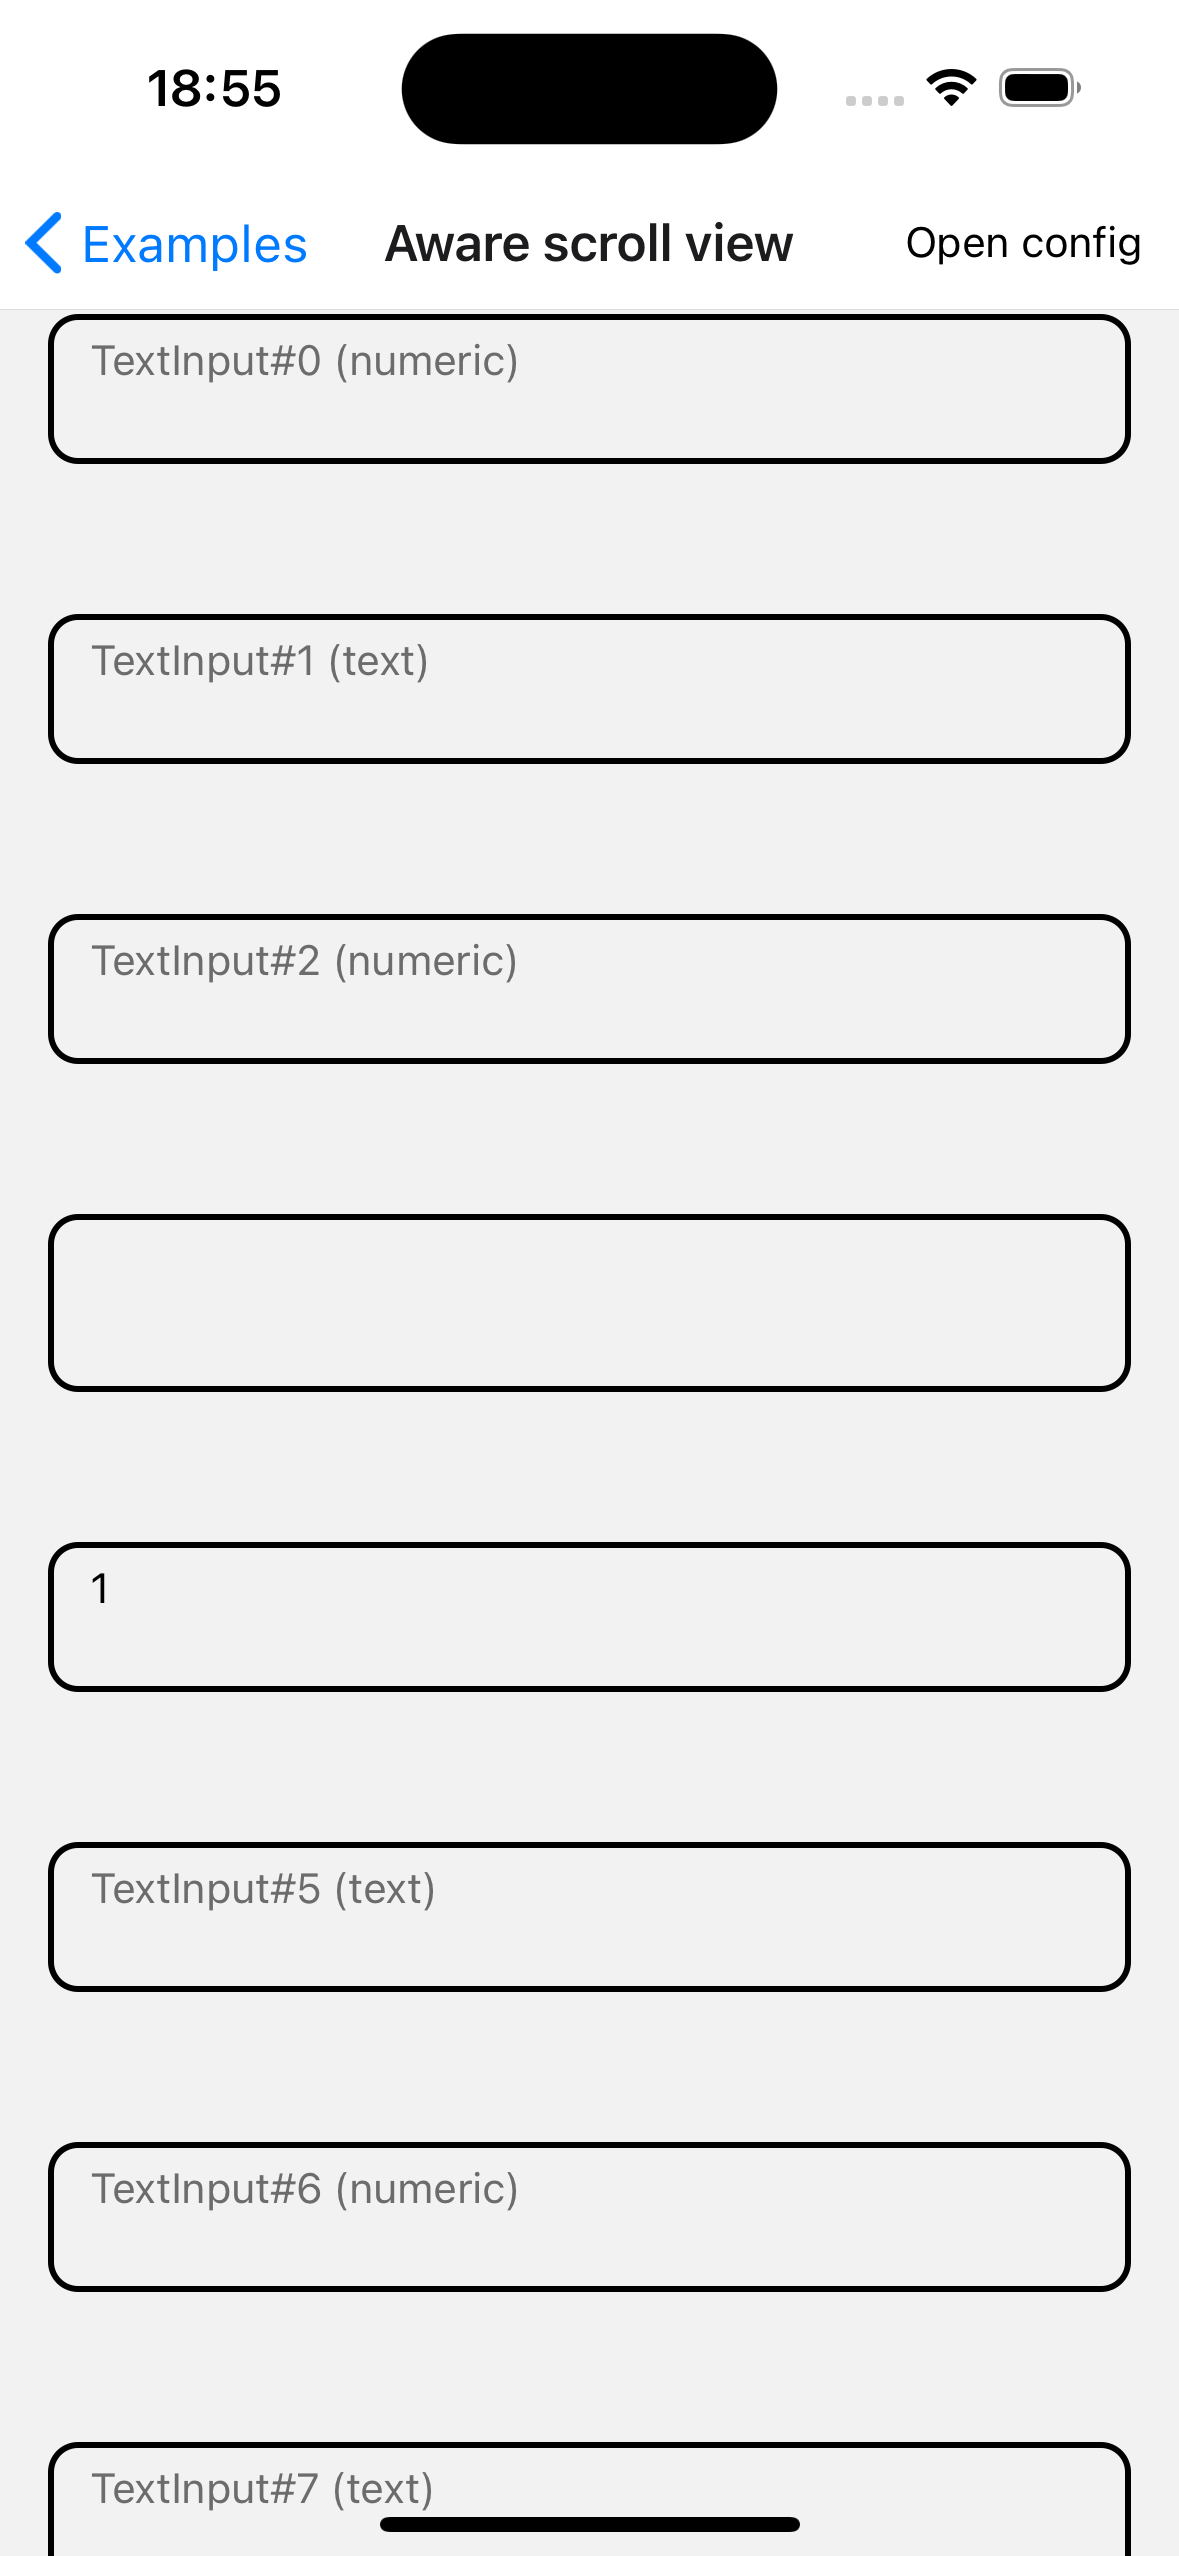 18:55
Examples Aware scroll view Open config
TextInput#0 (numeric)
TextInput#1 (text)
TextInput#2 (numeric)
1
TextInput#5 (text)
TextInput#6 (numeric)
TextInput#7 (text)